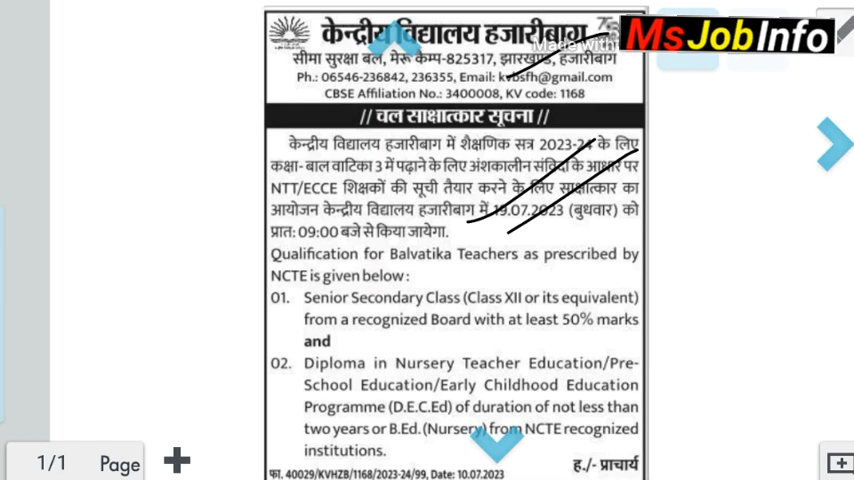 केन्द्रीय विद्यालय हजारीबाग
Made with
MsJobInfo
सीमा सुरक्षा बल, मेरू कैम्प-825317, झारखण्ड, हजारीबाग
Ph.: 06546-236842, 236355, Email: kvbsfh@gmail.com
CBSE Affiliation No.: 3400008, KV code: 1168
// चल साक्षात्कार सूचना //
केन्द्रीय विद्यालय हजारीबाग में शैक्षणिक सत्र 2023-24 के लिए
कक्षा- बाल वाटिका 3 में पढ़ाने के लिए अंशकालीन संविदा के आधार पर
NTT/ECCE शिक्षकों की सूची तैयार करने के लिए साक्षात्कार का
आयोजन केन्द्रीय विद्यालय हजारीबाग में 19.07.2023 (बुधवार) को
प्रात: 09:00 बजे से किया जायेगा.
Qualification for Balvatika Teachers as prescribed by
NCTE is given below :
01. Senior Secondary Class (Class XII or its equivalent)
from a recognized Board with at least 50% marks
and
02. Diploma in Nursery Teacher Education/Pre-
School Education/Early Childhood Education
Programme (D.E.C.Ed) of duration of not less than
two years or B.Ed. (Nursery) from NCTE recognized
institutions.
ह./- प्राचार्य
फा. 40029/KVHZB/1168/2023-24/99, Date: 10.07.2023
1/1 Page